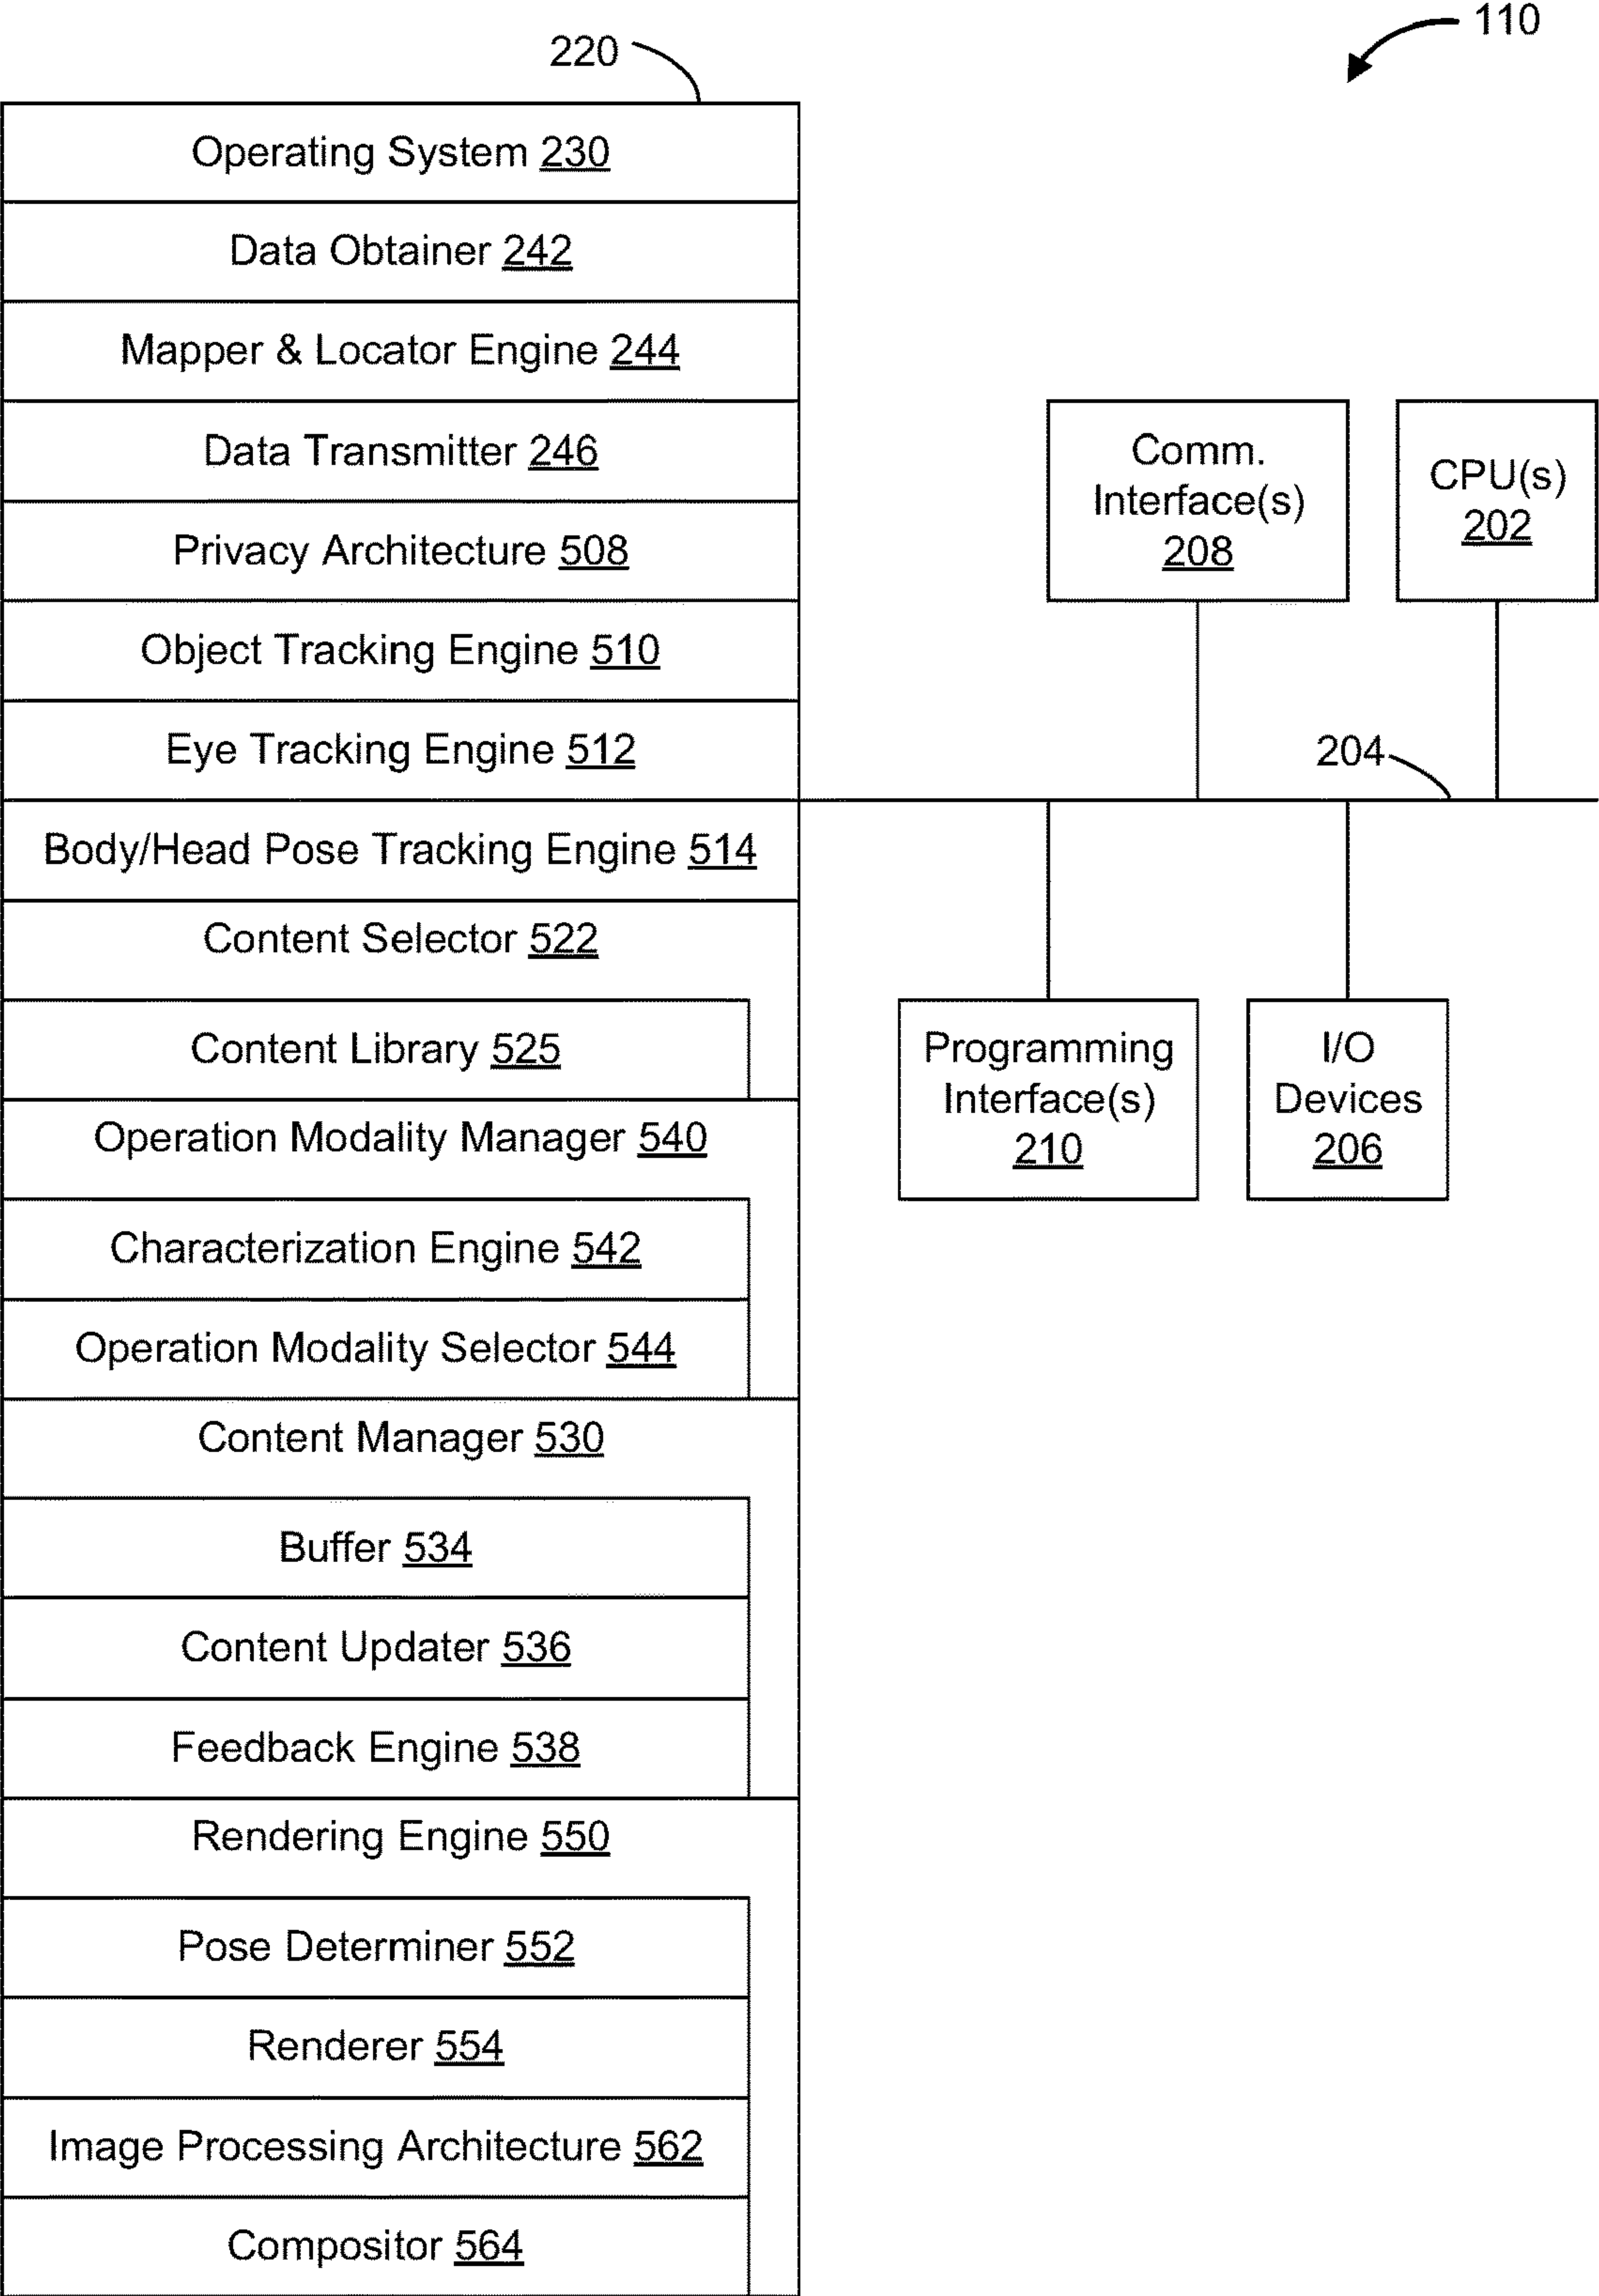 110
220
Operating System 230
Data Obtainer 242
Mapper & Locator Engine 244
Data Transmitter 246
Privacy Architecture 508
Object Tracking Engine 510
Eye Tracking Engine 512
Body/Head Pose Tracking Engine 514
Content Selector 522
Content Library 525
Operation Modality Manager 540
Characterization Engine 542
Operation Modality Selector 544
Content Manager 530
Buffer 534
Content Updater 536
Feedback Engine 538
Rendering Engine 550
Pose Determiner 552
Renderer 554
Image Processing Architecture 562
Compositor 564
Comm.
Interface(s)
208
CPU(s)
202
204
Programming
Interface(s)
210
I/O
Devices
206